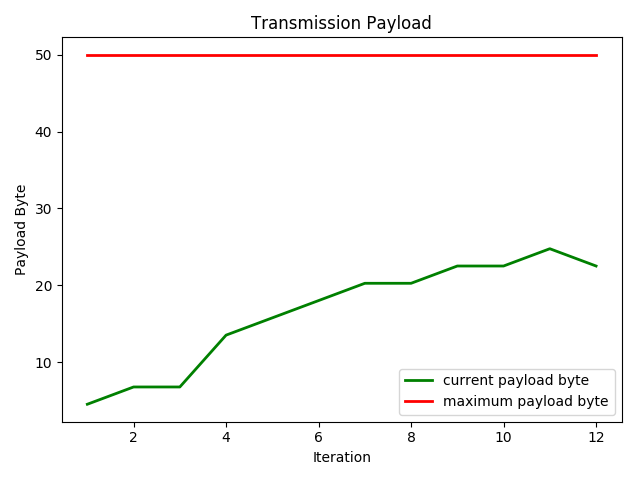 Transmission Payload
50
40
30
20
10
Payload Byte
current payload byte
maximum payload byte
2
4
6
8
10
12
Iteration